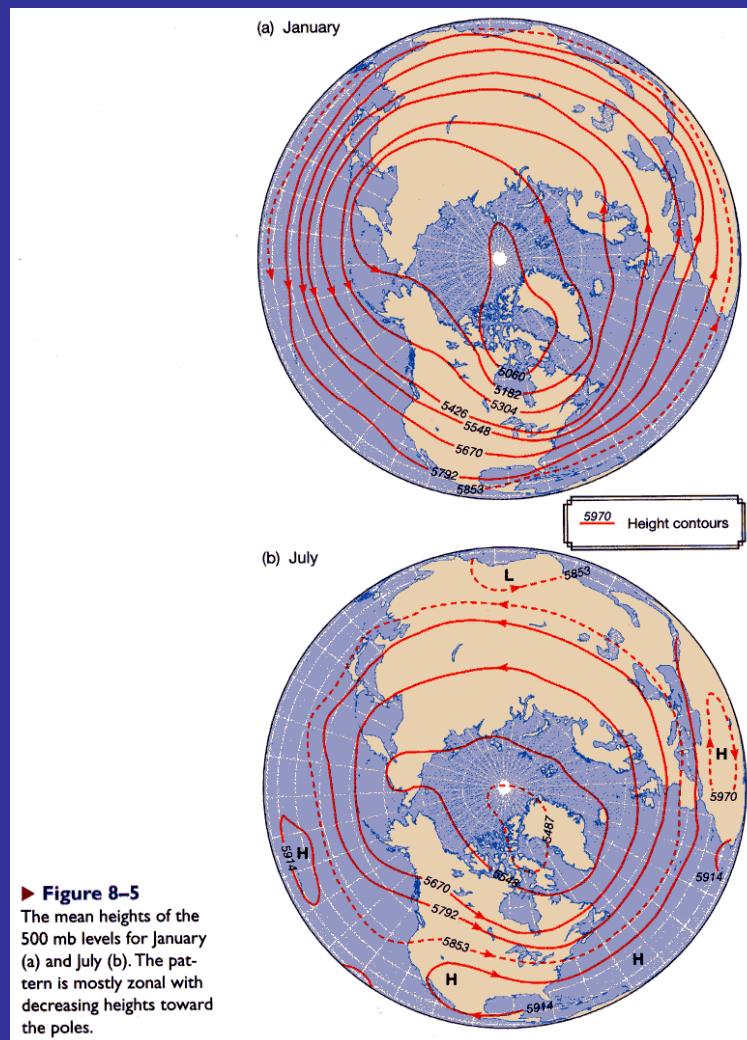 (a) January
5060
5182
5304
5426
5548
5670
5792
5853
5970
Height contours
(b) July
L
5853
H
5970
5487
H
5914
5548
5914
5670
5792
5853
H
H
5914
▶ Figure 8–5
The mean heights of the
500 mb levels for January
(a) and July (b). The pat-
tern is mostly zonal with
decreasing heights toward
the poles.